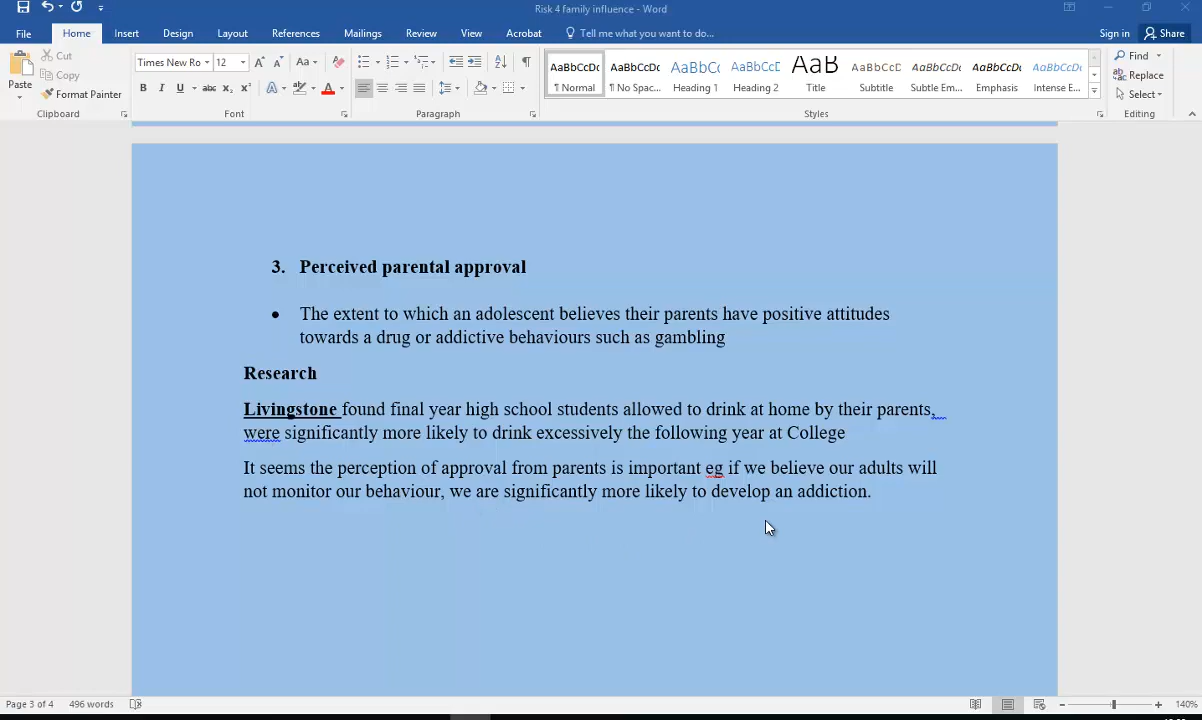 Risk 4 family influence - Word
File Home Insert Design Layout References Mailings Review View Acrobat Tell me what you want to do... Sign in Share
Paste Cut Copy Format Painter
Times New Ro 12 Aa
B I U abc X₂ X² A A
AaBbCcDc AaBbCcDc AaBbCc AaBbCcD AaB AaBbCcD AaBbCcDc AaBbCcDc AaBbCcDc
¶ Normal ¶ No Spac... Heading 1 Heading 2 Title Subtitle Subtle Em... Emphasis Intense E...
Find Replace Select
Clipboard Font Paragraph Styles Editing
3. Perceived parental approval
• The extent to which an adolescent believes their parents have positive attitudes
towards a drug or addictive behaviours such as gambling
Research
Livingstone found final year high school students allowed to drink at home by their parents,
were significantly more likely to drink excessively the following year at College
It seems the perception of approval from parents is important eg if we believe our adults will
not monitor our behaviour, we are significantly more likely to develop an addiction.
Page 3 of 4 496 words 140%